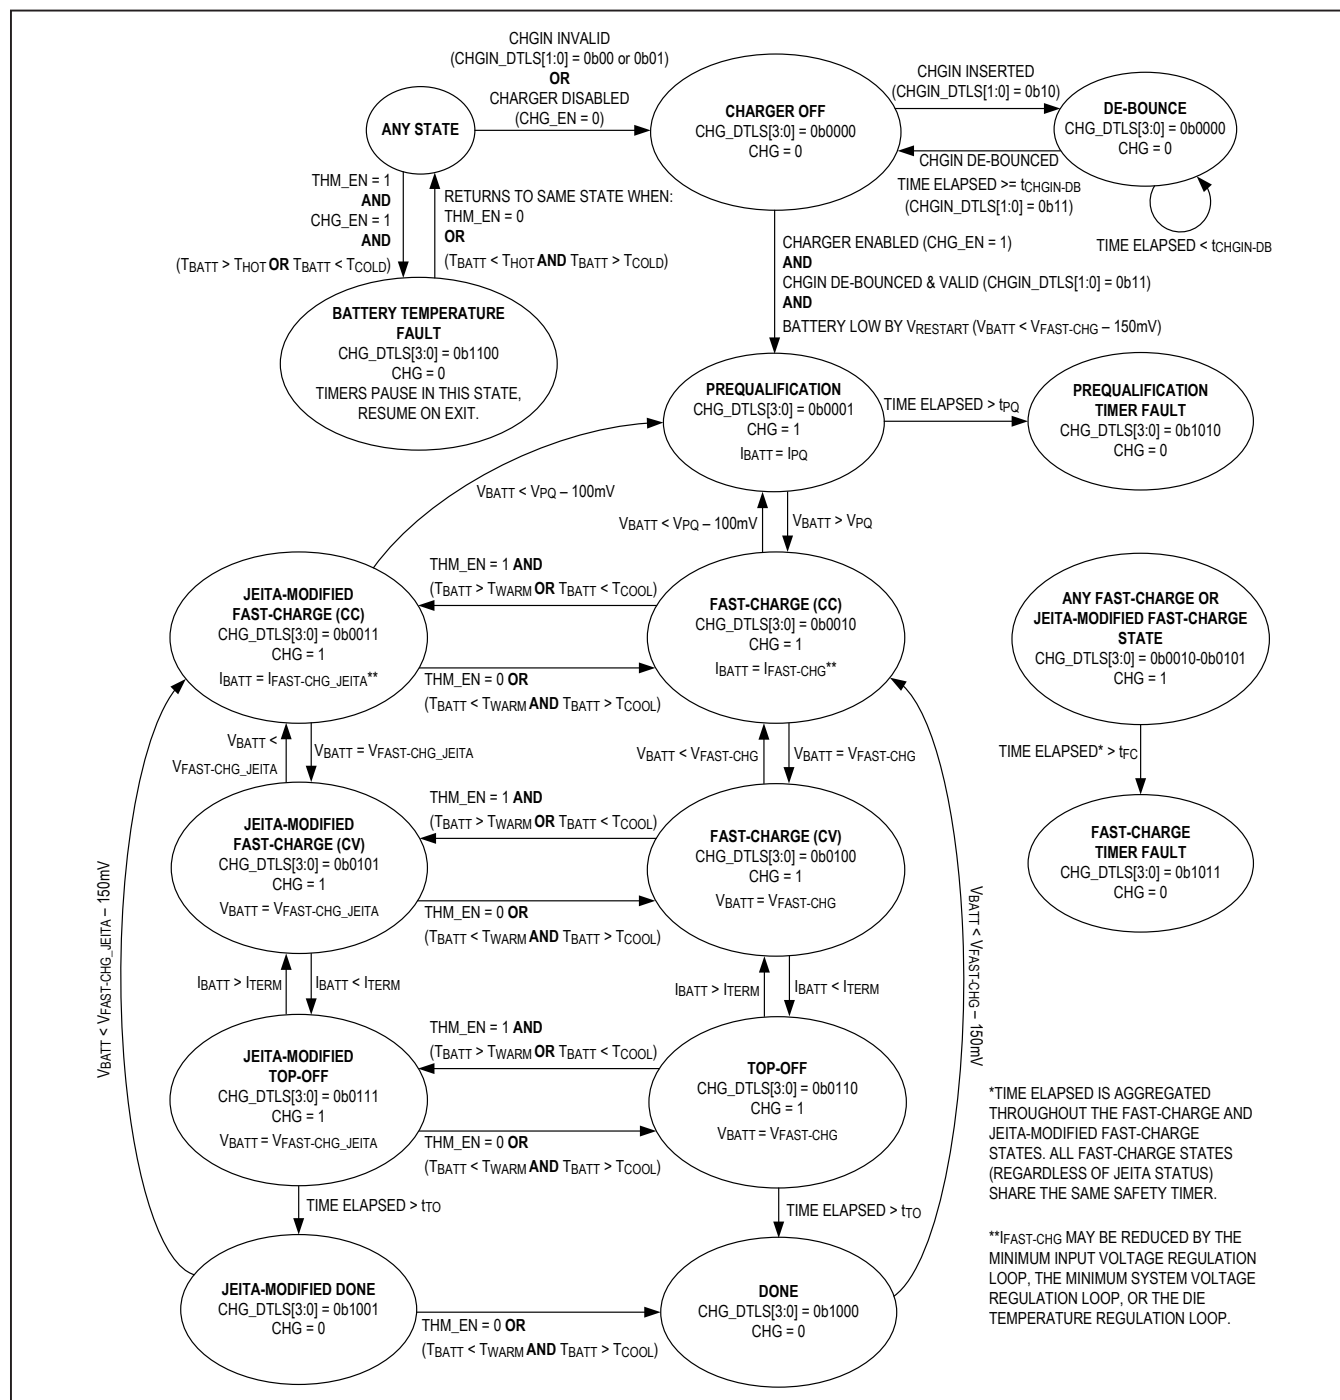 CHGIN INVALID
(CHGIN_DTLS[1:0] = 0b00 or 0b01)
OR
CHARGER DISABLED
(CHG_EN = 0)
ANY STATE
CHARGER OFF
CHG_DTLS[3:0] = 0b0000
CHG = 0
CHGIN INSERTED
(CHGIN_DTLS[1:0] = 0b10)
DE-BOUNCE
CHG_DTLS[3:0] = 0b0000
CHG = 0
CHGIN DE-BOUNCED
TIME ELAPSED >= tCHGIN-DB
(CHGIN_DTLS[1:0] = 0b11)
TIME ELAPSED < tCHGIN-DB
THM_EN = 1
AND
CHG_EN = 1
AND
(TBATT > THOT OR TBATT < TCOLD)
RETURNS TO SAME STATE WHEN:
THM_EN = 0
OR
(TBATT < THOT AND TBATT > TCOLD)
CHARGER ENABLED (CHG_EN = 1)
AND
CHGIN DE-BOUNCED & VALID (CHGIN_DTLS[1:0] = 0b11)
AND
BATTERY LOW BY VRESTART (VBATT < VFAST-CHG – 150mV)
BATTERY TEMPERATURE
FAULT
CHG_DTLS[3:0] = 0b1100
CHG = 0
TIMERS PAUSE IN THIS STATE,
RESUME ON EXIT.
PREQUALIFICATION
CHG_DTLS[3:0] = 0b0001
CHG = 1
IBATT = IPQ
TIME ELAPSED > tPQ
PREQUALIFICATION
TIMER FAULT
CHG_DTLS[3:0] = 0b1010
CHG = 0
VBATT < VPQ – 100mV
VBATT < VPQ – 100mV
VBATT > VPQ
JEITA-MODIFIED
FAST-CHARGE (CC)
CHG_DTLS[3:0] = 0b0011
CHG = 1
IBATT = IFAST-CHG_JEITA**
THM_EN = 1 AND
(TBATT > TWARM OR TBATT < TCOOL)
THM_EN = 0 OR
(TBATT < TWARM AND TBATT > TCOOL)
FAST-CHARGE (CC)
CHG_DTLS[3:0] = 0b0010
CHG = 1
IBATT = IFAST-CHG**
ANY FAST-CHARGE OR
JEITA-MODIFIED FAST-CHARGE
STATE
CHG_DTLS[3:0] = 0b0010-0b0101
CHG = 1
VBATT <
VFAST-CHG_JEITA
VBATT = VFAST-CHG_JEITA
VBATT < VFAST-CHG
VBATT = VFAST-CHG
TIME ELAPSED* > tFC
JEITA-MODIFIED
FAST-CHARGE (CV)
CHG_DTLS[3:0] = 0b0101
CHG = 1
VBATT = VFAST-CHG_JEITA
THM_EN = 1 AND
(TBATT > TWARM OR TBATT < TCOOL)
THM_EN = 0 OR
(TBATT < TWARM AND TBATT > TCOOL)
FAST-CHARGE (CV)
CHG_DTLS[3:0] = 0b0100
CHG = 1
VBATT = VFAST-CHG
FAST-CHARGE
TIMER FAULT
CHG_DTLS[3:0] = 0b1011
CHG = 0
VBATT < VFAST-CHG_JEITA – 150mV
VBATT < VFAST-CHG – 150mV
IBATT > ITERM
IBATT < ITERM
IBATT > ITERM
IBATT < ITERM
JEITA-MODIFIED
TOP-OFF
CHG_DTLS[3:0] = 0b0111
CHG = 1
VBATT = VFAST-CHG_JEITA
THM_EN = 1 AND
(TBATT > TWARM OR TBATT < TCOOL)
THM_EN = 0 OR
(TBATT < TWARM AND TBATT > TCOOL)
TOP-OFF
CHG_DTLS[3:0] = 0b0110
CHG = 1
VBATT = VFAST-CHG
*TIME ELAPSED IS AGGREGATED
THROUGHOUT THE FAST-CHARGE AND
JEITA-MODIFIED FAST-CHARGE
STATES. ALL FAST-CHARGE STATES
(REGARDLESS OF JEITA STATUS)
SHARE THE SAME SAFETY TIMER.
TIME ELAPSED > tTO
TIME ELAPSED > tTO
JEITA-MODIFIED DONE
CHG_DTLS[3:0] = 0b1001
CHG = 0
THM_EN = 0 OR
(TBATT < TWARM AND TBATT > TCOOL)
DONE
CHG_DTLS[3:0] = 0b1000
CHG = 0
**IFAST-CHG MAY BE REDUCED BY THE
MINIMUM INPUT VOLTAGE REGULATION
LOOP, THE MINIMUM SYSTEM VOLTAGE
REGULATION LOOP, OR THE DIE
TEMPERATURE REGULATION LOOP.